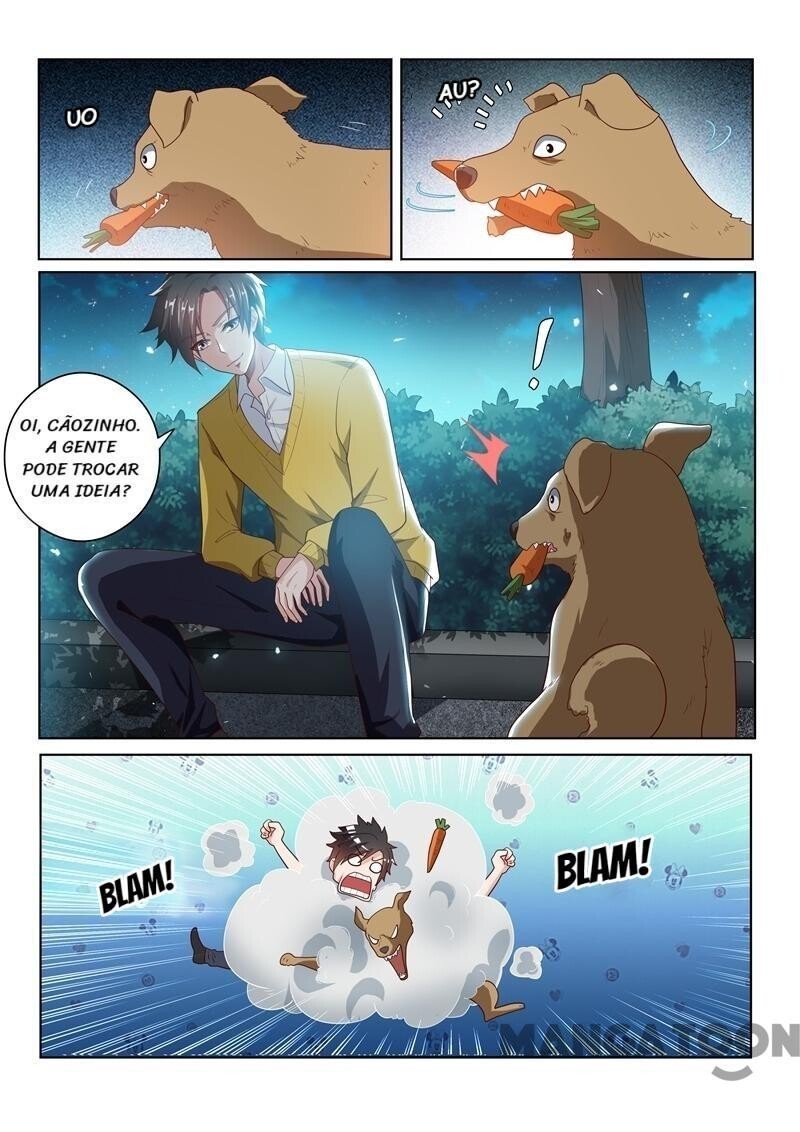 UO
AU?
OI, CÃOZINHO.
A GENTE
PODE TROCAR
UMA IDEIA?
!
BLAM!
BLAM!
MANGATOON